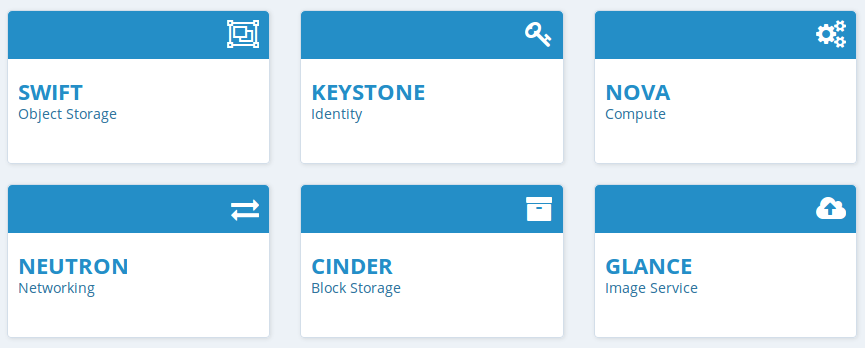 SWIFT
Object Storage
KEYSTONE
Identity
NOVA
Compute
NEUTRON
Networking
CINDER
Block Storage
GLANCE
Image Service